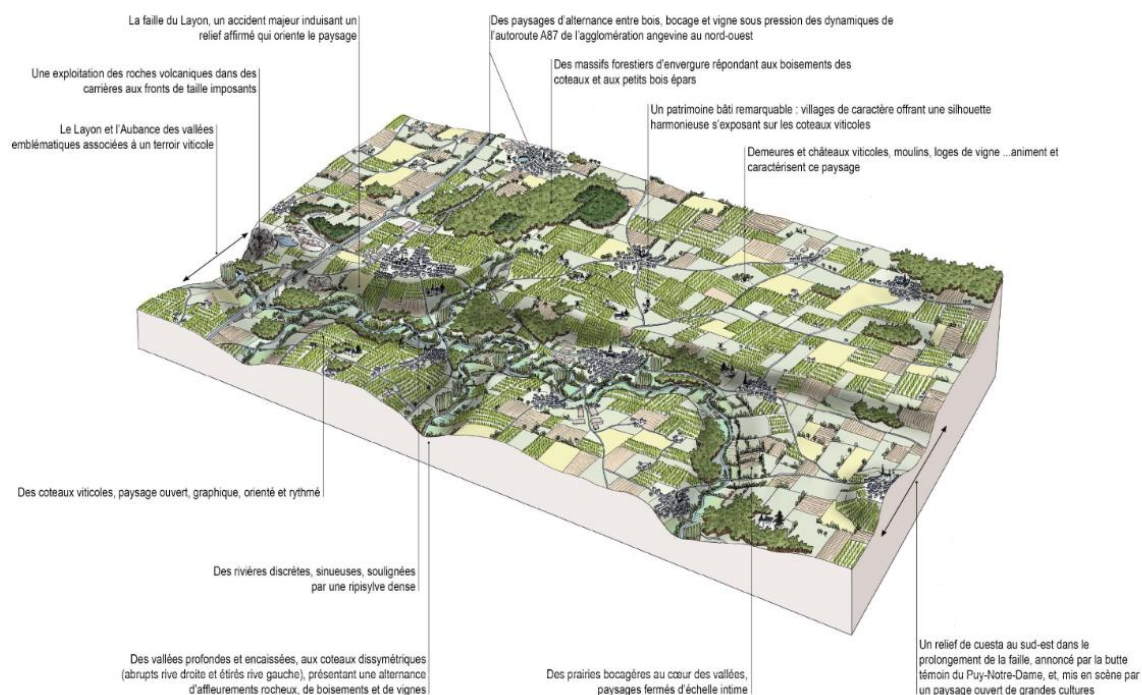 La faille du Layon, un accident majeur induisant un
relief affirmé qui oriente le paysage
Des paysages d'alternance entre bois, bocage et vigne sous pression des dynamiques de
l'autoroute A87 de l'agglomération angevine au nord-ouest
Une exploitation des roches volcaniques dans des
carrières aux fronts de taille imposants
Des massifs forestiers d'envergure répondant aux boisements des
coteaux et aux petits bois épars
Le Layon et l'Aubance des vallées
emblématiques associées à un terroir viticole
Un patrimoine bâti remarquable : villages de caractère offrant une silhouette
harmonieuse s'exposant sur les coteaux viticoles
Demeures et châteaux viticoles, moulins, loges de vigne ...animent et
caractérisent ce paysage
Des coteaux viticoles, paysage ouvert, graphique, orienté et rythmé
Des rivières discrètes, sinueuses, soulignées
par une ripisylve dense
Des vallées profondes et encaissées, aux coteaux dissymétriques
(abrupts rive droite et étirés rive gauche), présentant une alternance
d'affleurements rocheux, de boisements et de vignes
Des prairies bocagères au cœur des vallées,
paysages fermés d'échelle intime
Un relief de cuesta au sud-est dans le
prolongement de la faille, annoncé par la butte
témoin du Puy-Notre-Dame, et, mis en scène par
un paysage ouvert de grandes cultures